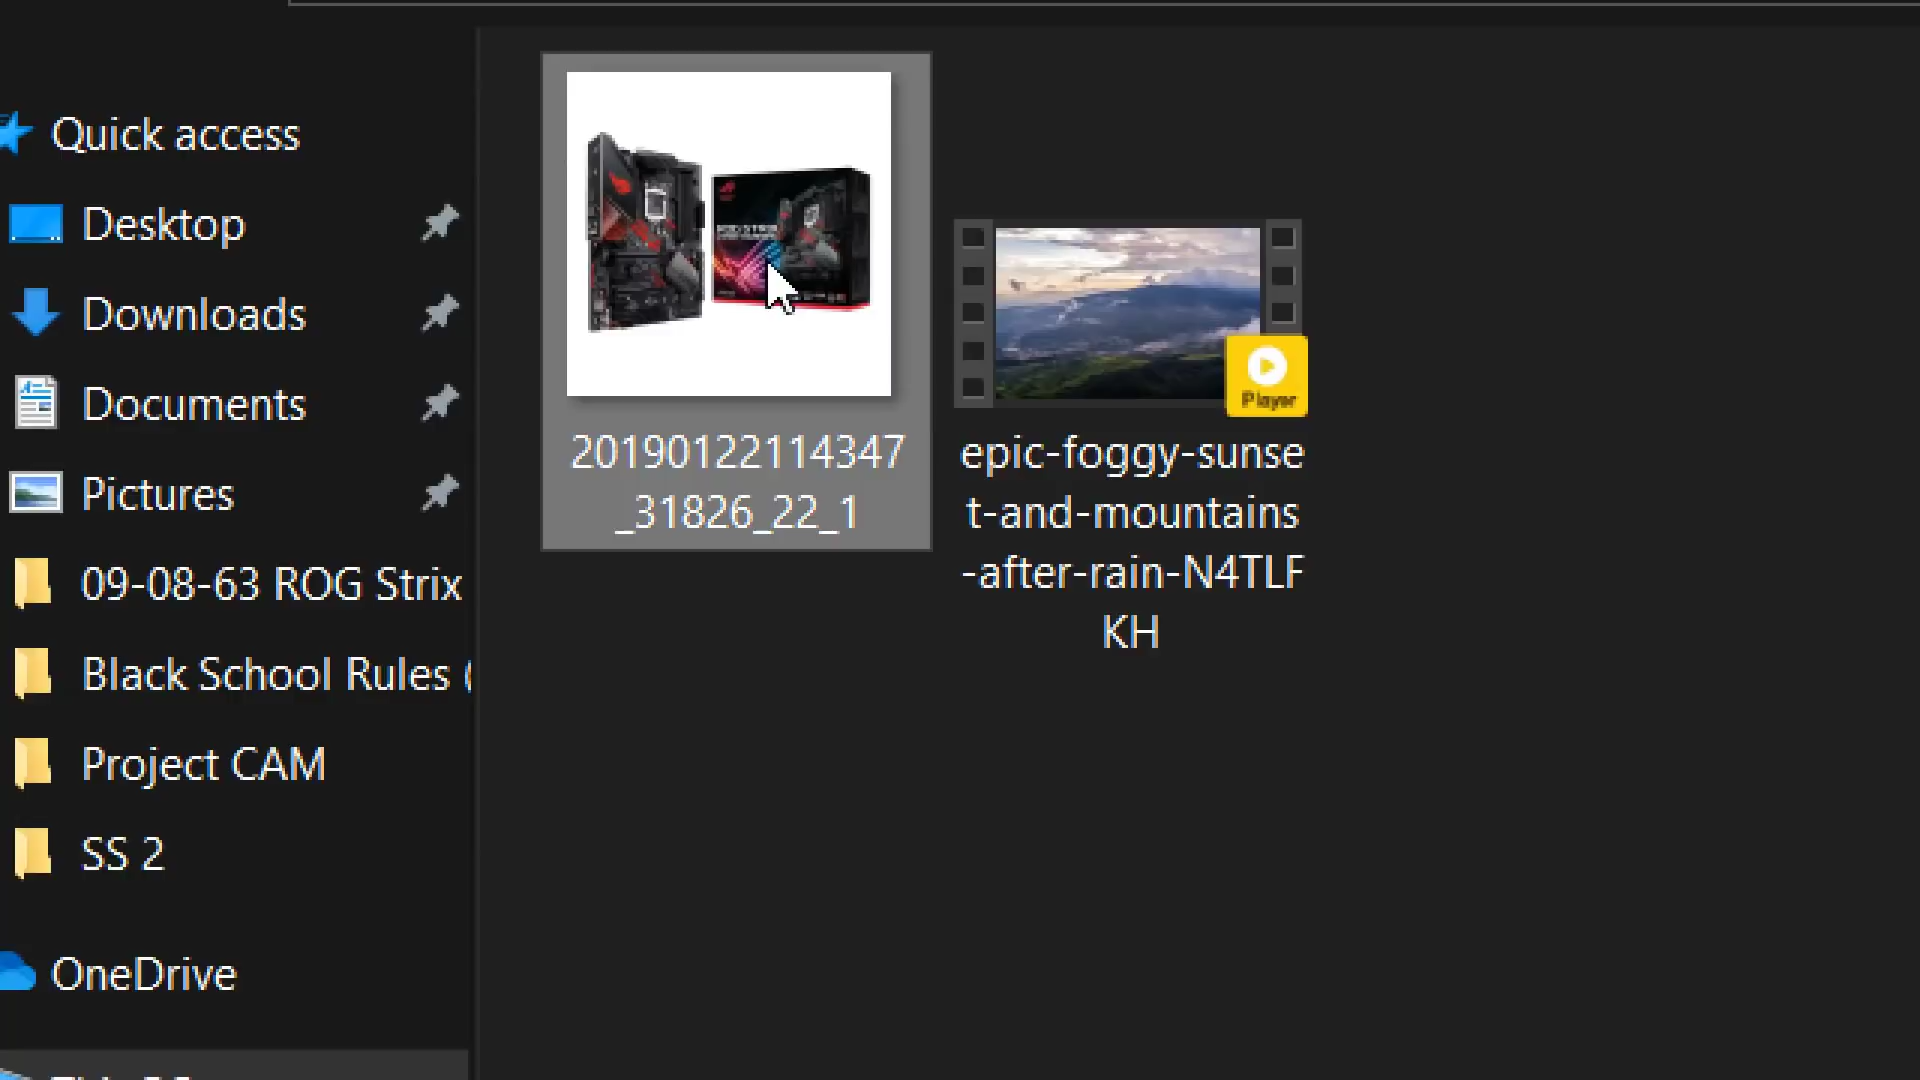 Quick access
Desktop
Downloads
Documents
Pictures
09-08-63 ROG Strix
Black School Rules (
Project CAM
SS 2
OneDrive
20190122114347
_31826_22_1
Player
epic-foggy-sunse
t-and-mountains
-after-rain-N4TLF
KH